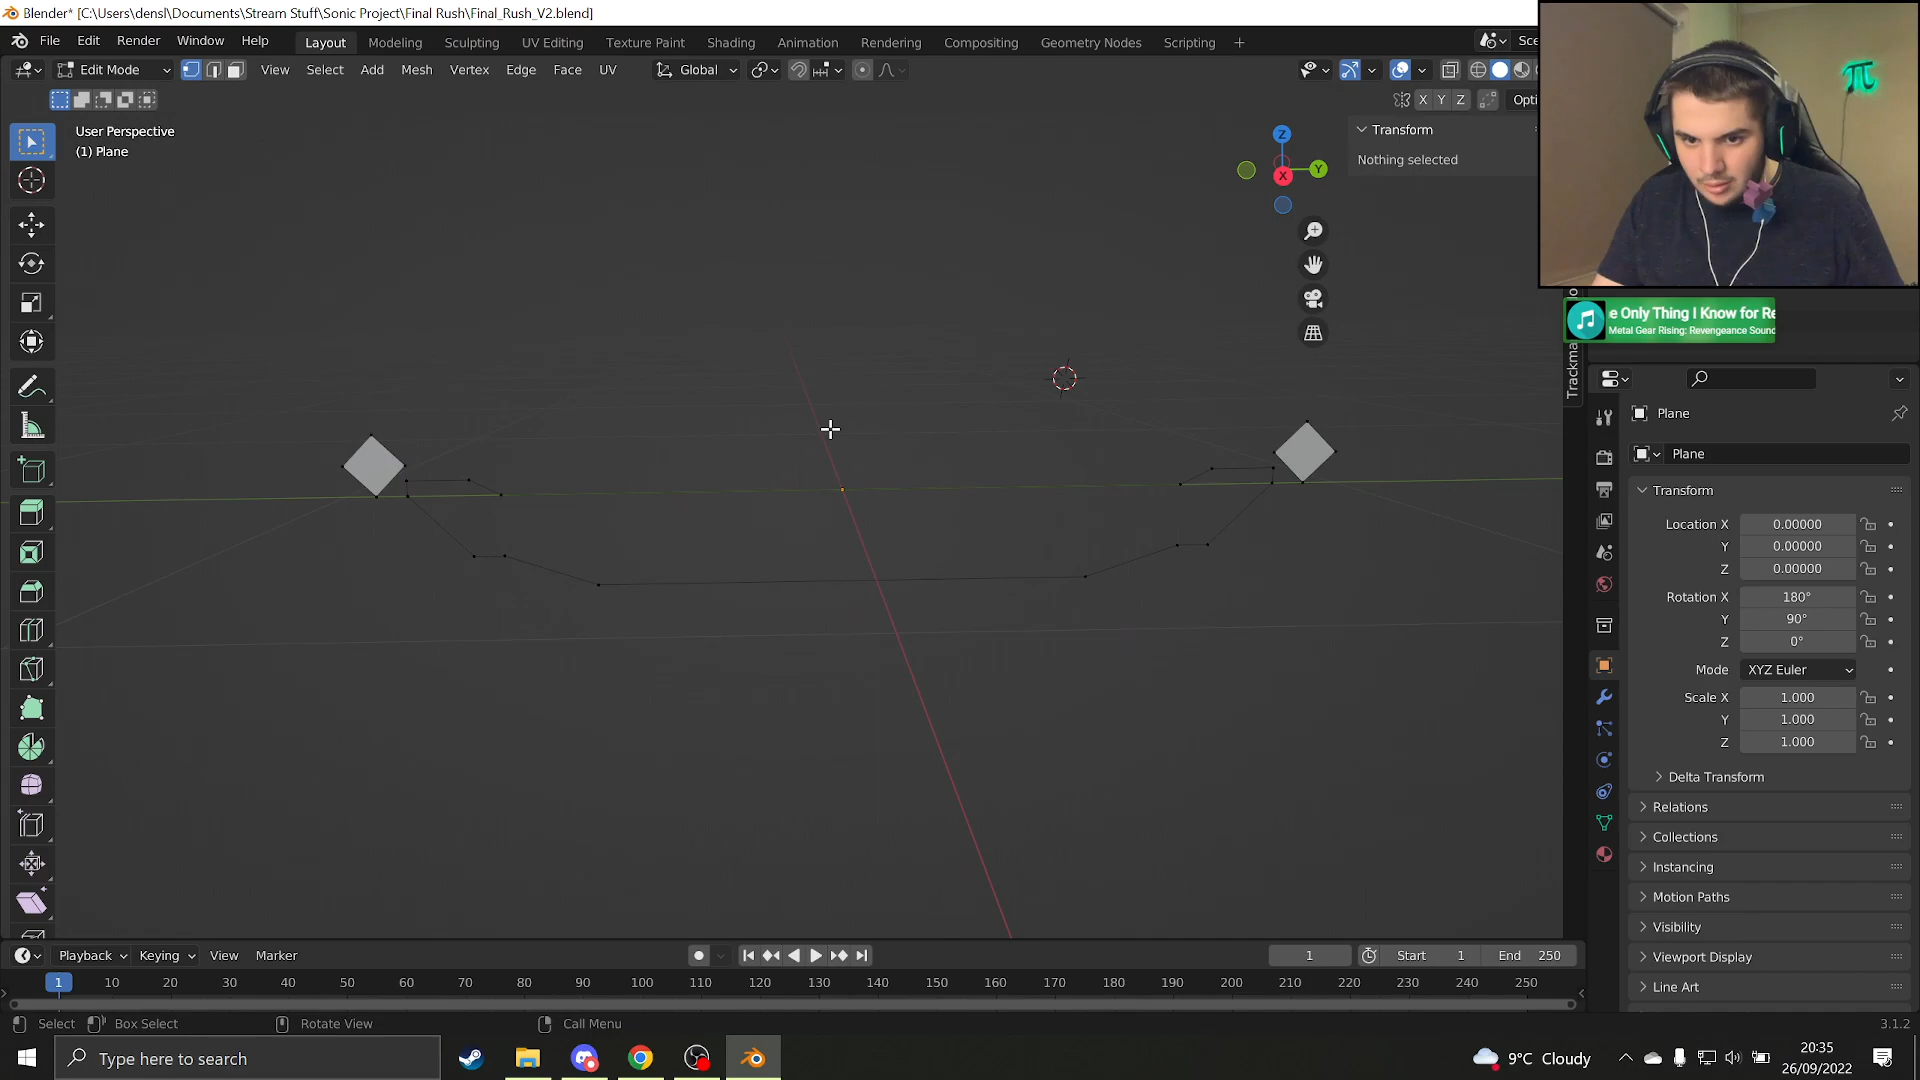 Blender* [C:\Users\densl\Documents\Stream Stuff\Sonic Project\Final Rush\Final_Rush_V2.blend]
File Edit Render Window Help Layout Modeling Sculpting UV Editing Texture Paint Shading Animation Rendering Compositing Geometry Nodes Scripting +
Edit Mode View Select Add Mesh Vertex Edge Face UV Global
X Y Z
User Perspective
(1) Plane
Z
Y
X
Transform
Nothing selected
e Only Thing I Know for Re
Metal Gear Rising: Revengeance Sound
Plane
Plane
Transform
Location X 0.00000
Y 0.00000
Z 0.00000
Rotation X 180°
Y 90°
Z 0°
Mode XYZ Euler
Scale X 1.000
Y 1.000
Z 1.000
Delta Transform
Relations
Collections
Instancing
Motion Paths
Visibility
Viewport Display
Line Art
Playback Keying View Marker 1 Start 1 End 250
1 10 20 30 40 50 60 70 80 90 100 110 120 130 140 150 160 170 180 190 200 210 220 230 240 250
Select Box Select Rotate View Call Menu 3.1.2
Type here to search
9°C Cloudy
20:35
26/09/2022